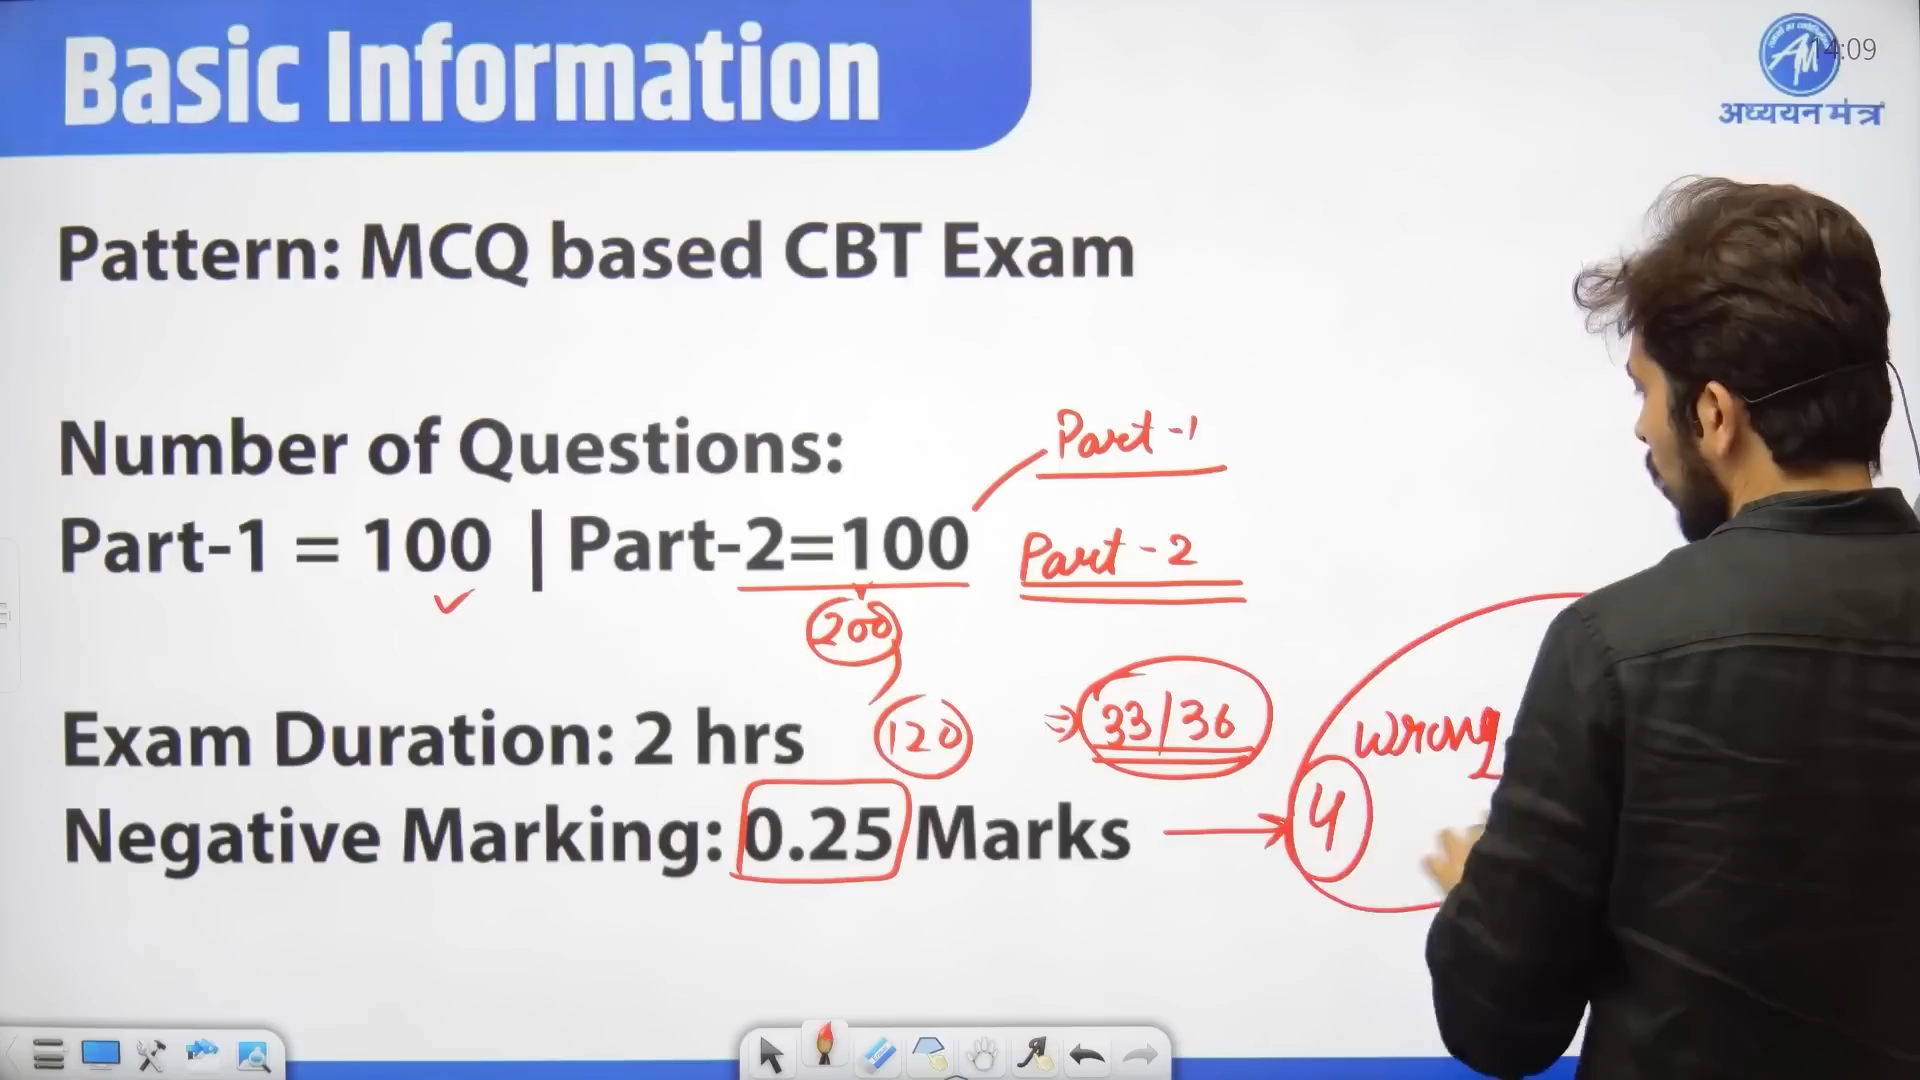 Basic Information
14:09
अध्ययन मंत्र
Pattern: MCQ based CBT Exam
Number of Questions:
Part-1
Part-1 = 100 | Part-2=100
Part-2
200
Exam Duration: 2 hrs
120
33/36
wrong
Negative Marking: 0.25 Marks
4